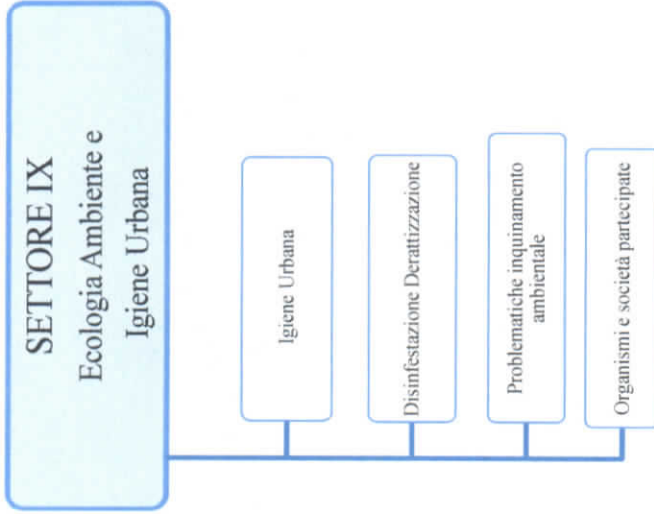 SETTORE IX
Ecologia Ambiente e
Igiene Urbana
Igiene Urbana
Disinfestazione Derattizzazione
Problematiche inquinamento
ambientale
Organismi e società partecipate